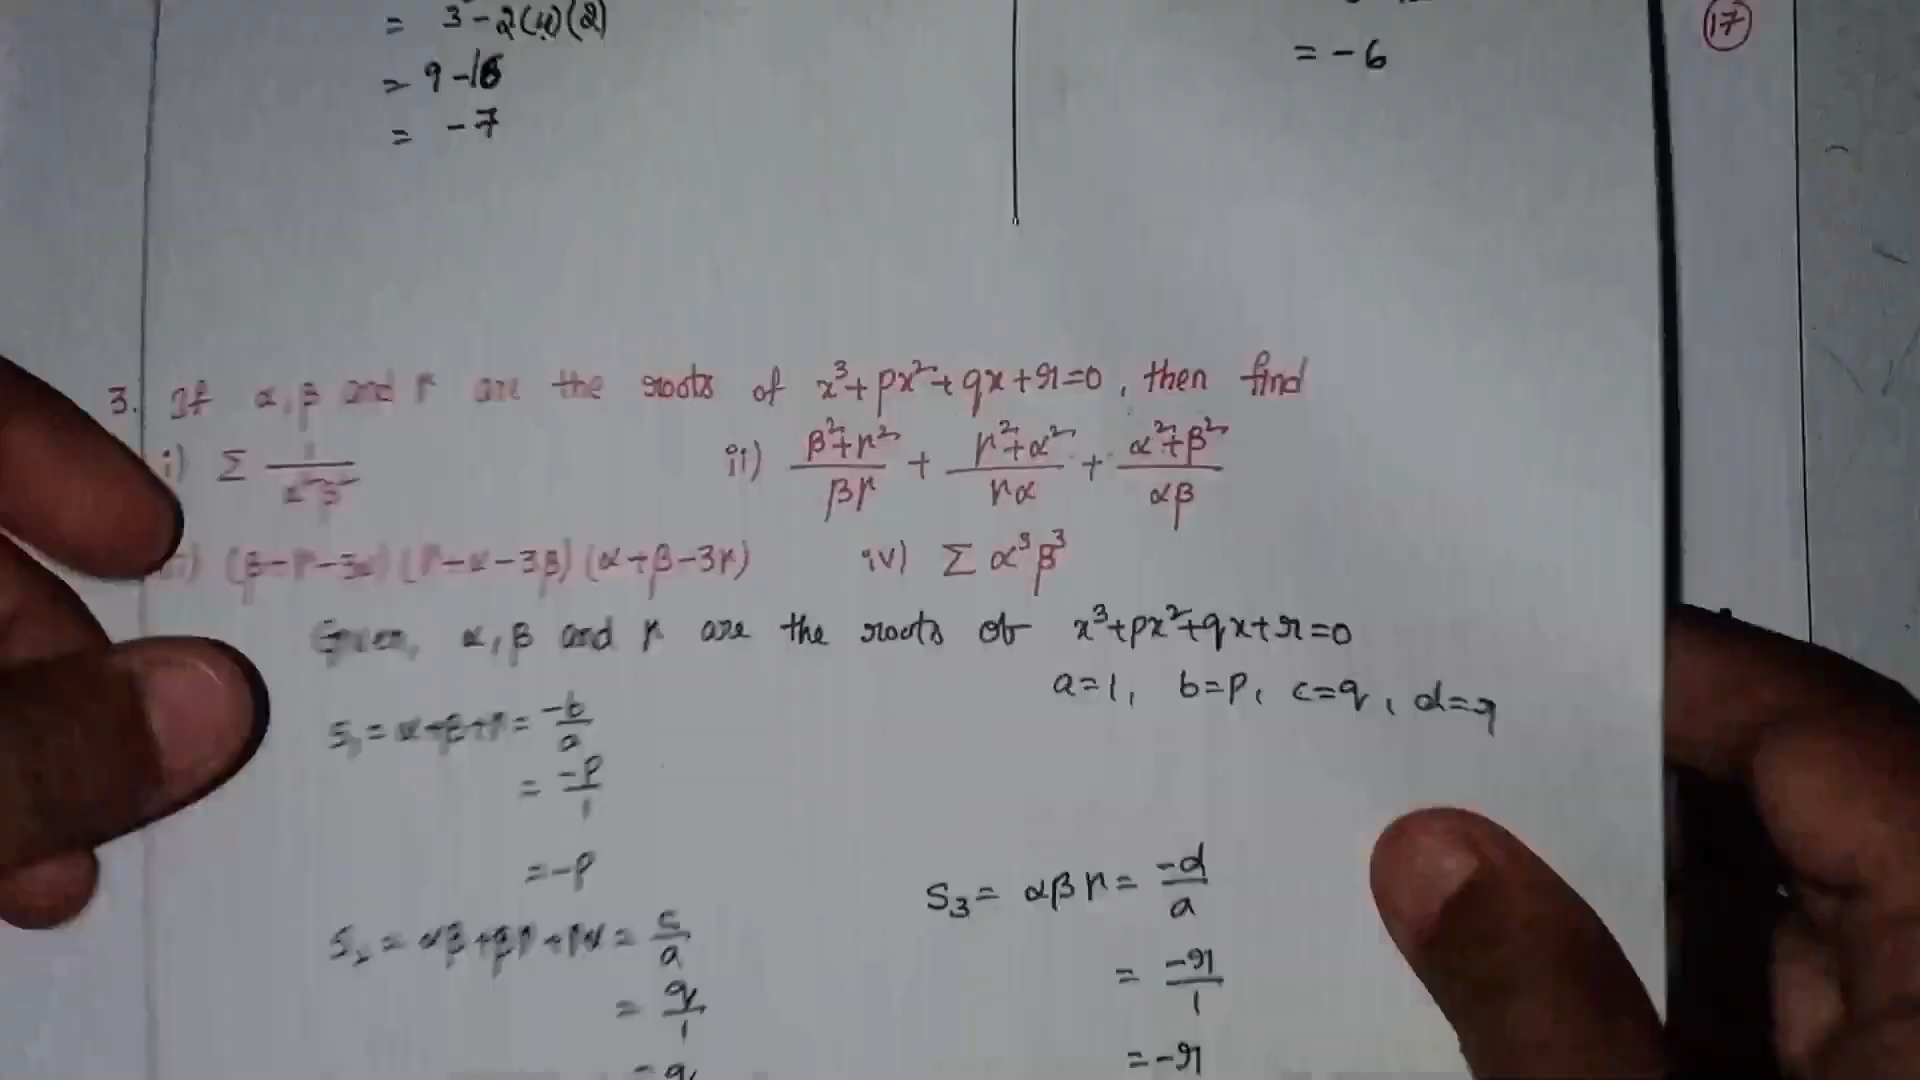 = 3-2(4)(2)
= 9-16
= -7
= -6
17
3. If α, β and γ are the roots of x³+px²+qx+r=0, then find
i) Σ 1/α²β² ii) (β²+γ²)/βγ + (γ²+α²)/γα + (α²+β²)/αβ
(β-γ-3α) (γ-α-3β) (α+β-3γ) iv) Σ α³β³
Given, α, β and γ are the roots of x³+px²+qx+r=0
a=1, b=p, c=q, d=r
S₁ = α+β+γ = -b/a
= -p/1
= -p
S₂ = αβ+βγ+γα = c/a
= q/1
= q
S₃ = αβγ = -d/a
= -r/1
= -r